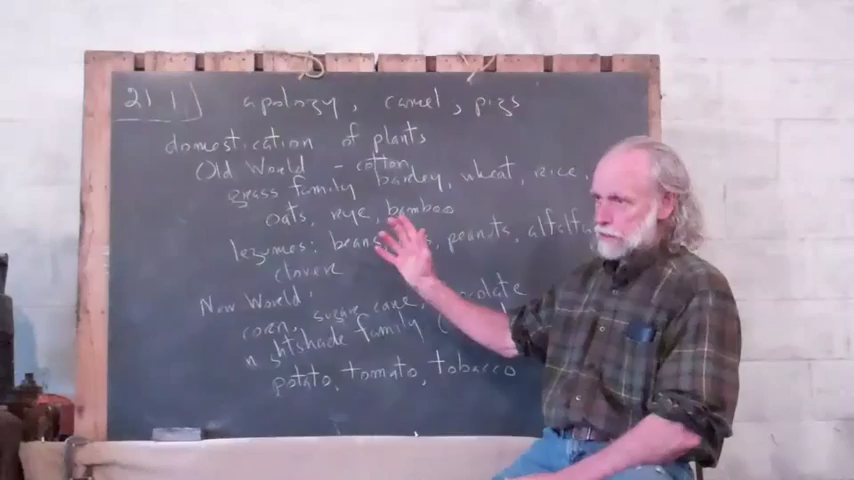 21.1 apology, camel, pigs
domestication of plants
Old World - cotton
grass family barley, wheat, rice,
oats, rye, bamboo
legumes: beans, peanuts, alfalfa
clover
New World:
corn, sugar cane,
family
potato, tomato, tobacco